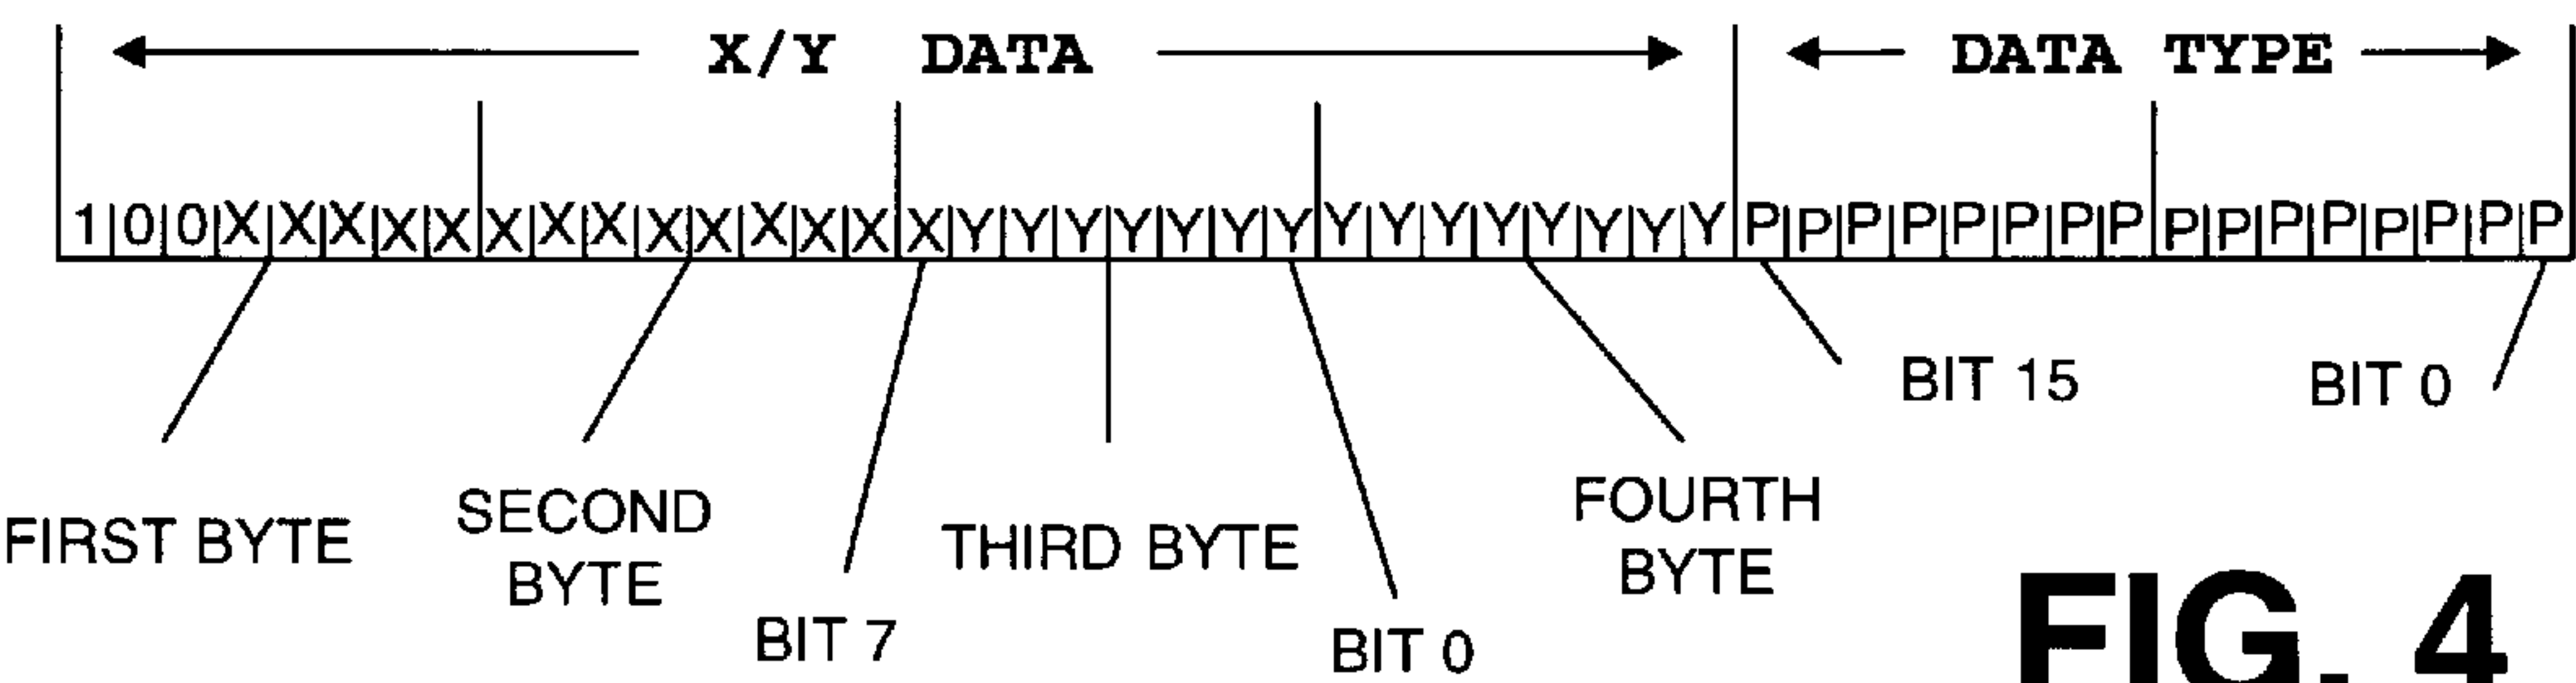 X/Y DATA DATA TYPE
1|0|0|X|X|X|X|X|X|X|X|X|X|X|X|X|X|Y|Y|Y|Y|Y|Y|Y|Y|Y|Y|Y|Y|Y|Y|Y|P|P|P|P|P|P|P|P|P|P|P|P|P|P|P|P
BIT 15 BIT 0
FIRST BYTE
SECOND
BYTE
THIRD BYTE
FOURTH
BYTE
BIT 7
BIT 0
FIG. 4